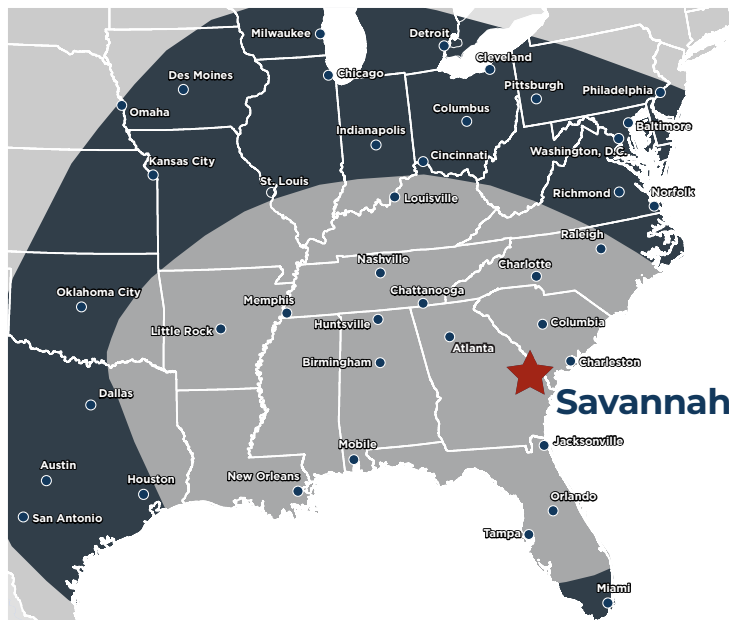 Milwaukee
Detroit
Cleveland
Chicago
Des Moines
Pittsburgh
Philadelphia
Omaha
Columbus
Baltimore
Indianapolis
Washington, D.C.
Cincinnati
Kansas City
St. Louis
Louisville
Richmond
Norfolk
Raleigh
Nashville
Charlotte
Oklahoma City
Chattanooga
Memphis
Little Rock
Huntsville
Columbia
Atlanta
Birmingham
Charleston
Dallas
Savannah
Mobile
Jacksonville
Austin
Houston
New Orleans
Orlando
San Antonio
Tampa
Miami